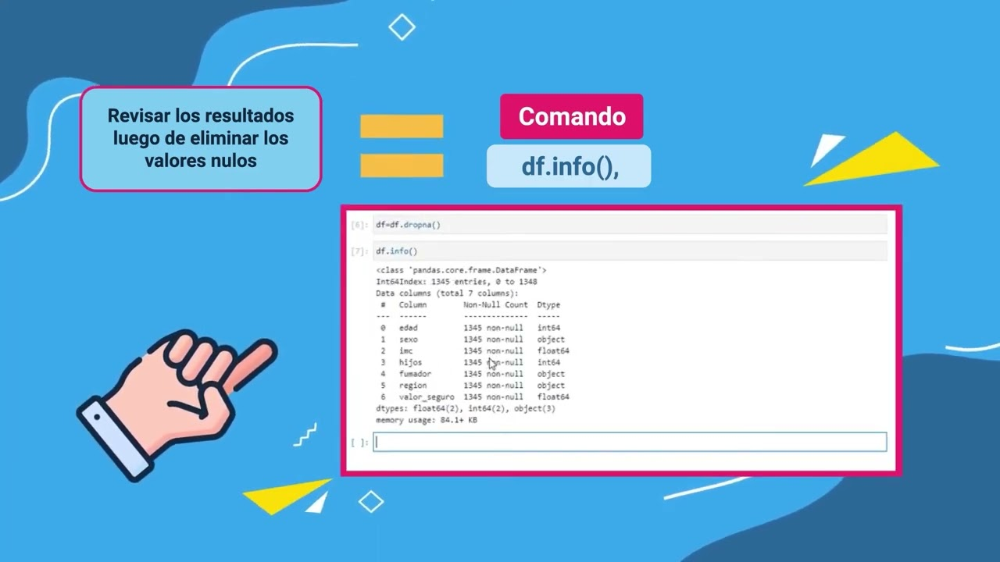 Revisar los resultados
luego de eliminar los
valores nulos
Comando
df.info(),
[6]: df=df.dropna()
[7]: df.info()
<class 'pandas.core.frame.DataFrame'>
Int64Index: 1345 entries, 0 to 1348
Data columns (total 7 columns):
 #   Column        Non-Null Count  Dtype
---  ------        --------------  -----
 0   edad          1345 non-null   int64
 1   sexo          1345 non-null   object
 2   imc           1345 non-null   float64
 3   hijos         1345 non-null   int64
 4   fumador       1345 non-null   object
 5   region        1345 non-null   object
 6   valor_seguro  1345 non-null   float64
dtypes: float64(2), int64(2), object(3)
memory usage: 84.1+ KB
[ ]: